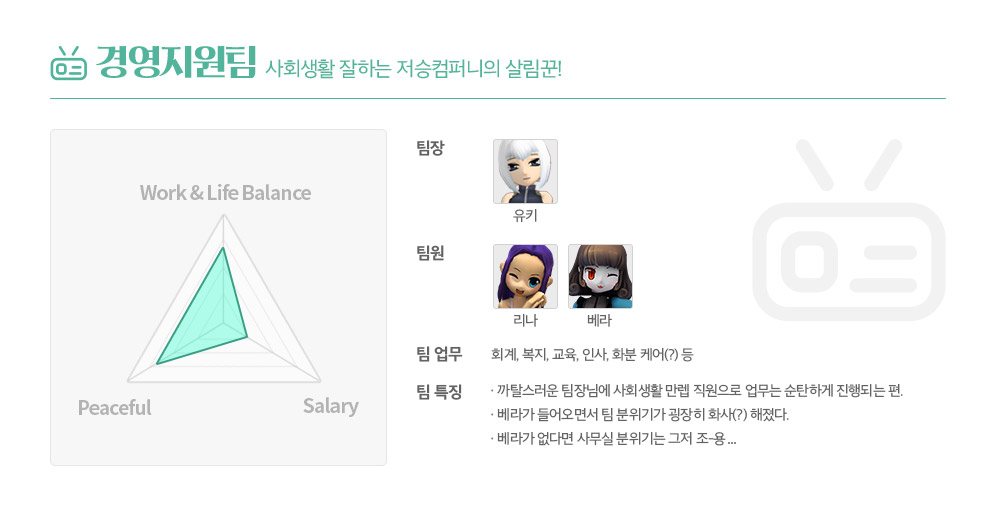 경영지원팀 사회생활 잘하는 저승컴퍼니의 살림꾼!
Work & Life Balance
Peaceful
Salary
팀장
유키
팀원
리나 베라
팀 업무 회계, 복지, 교육, 인사, 화분 케어(?) 등
팀 특징 · 까탈스러운 팀장님에 사회생활 만렙 직원으로 업무는 순탄하게 진행되는 편.
· 베라가 들어오면서 팀 분위기가 굉장히 화사(?) 해졌다.
· 베라가 없다면 사무실 분위기는 그저 조~용 ...